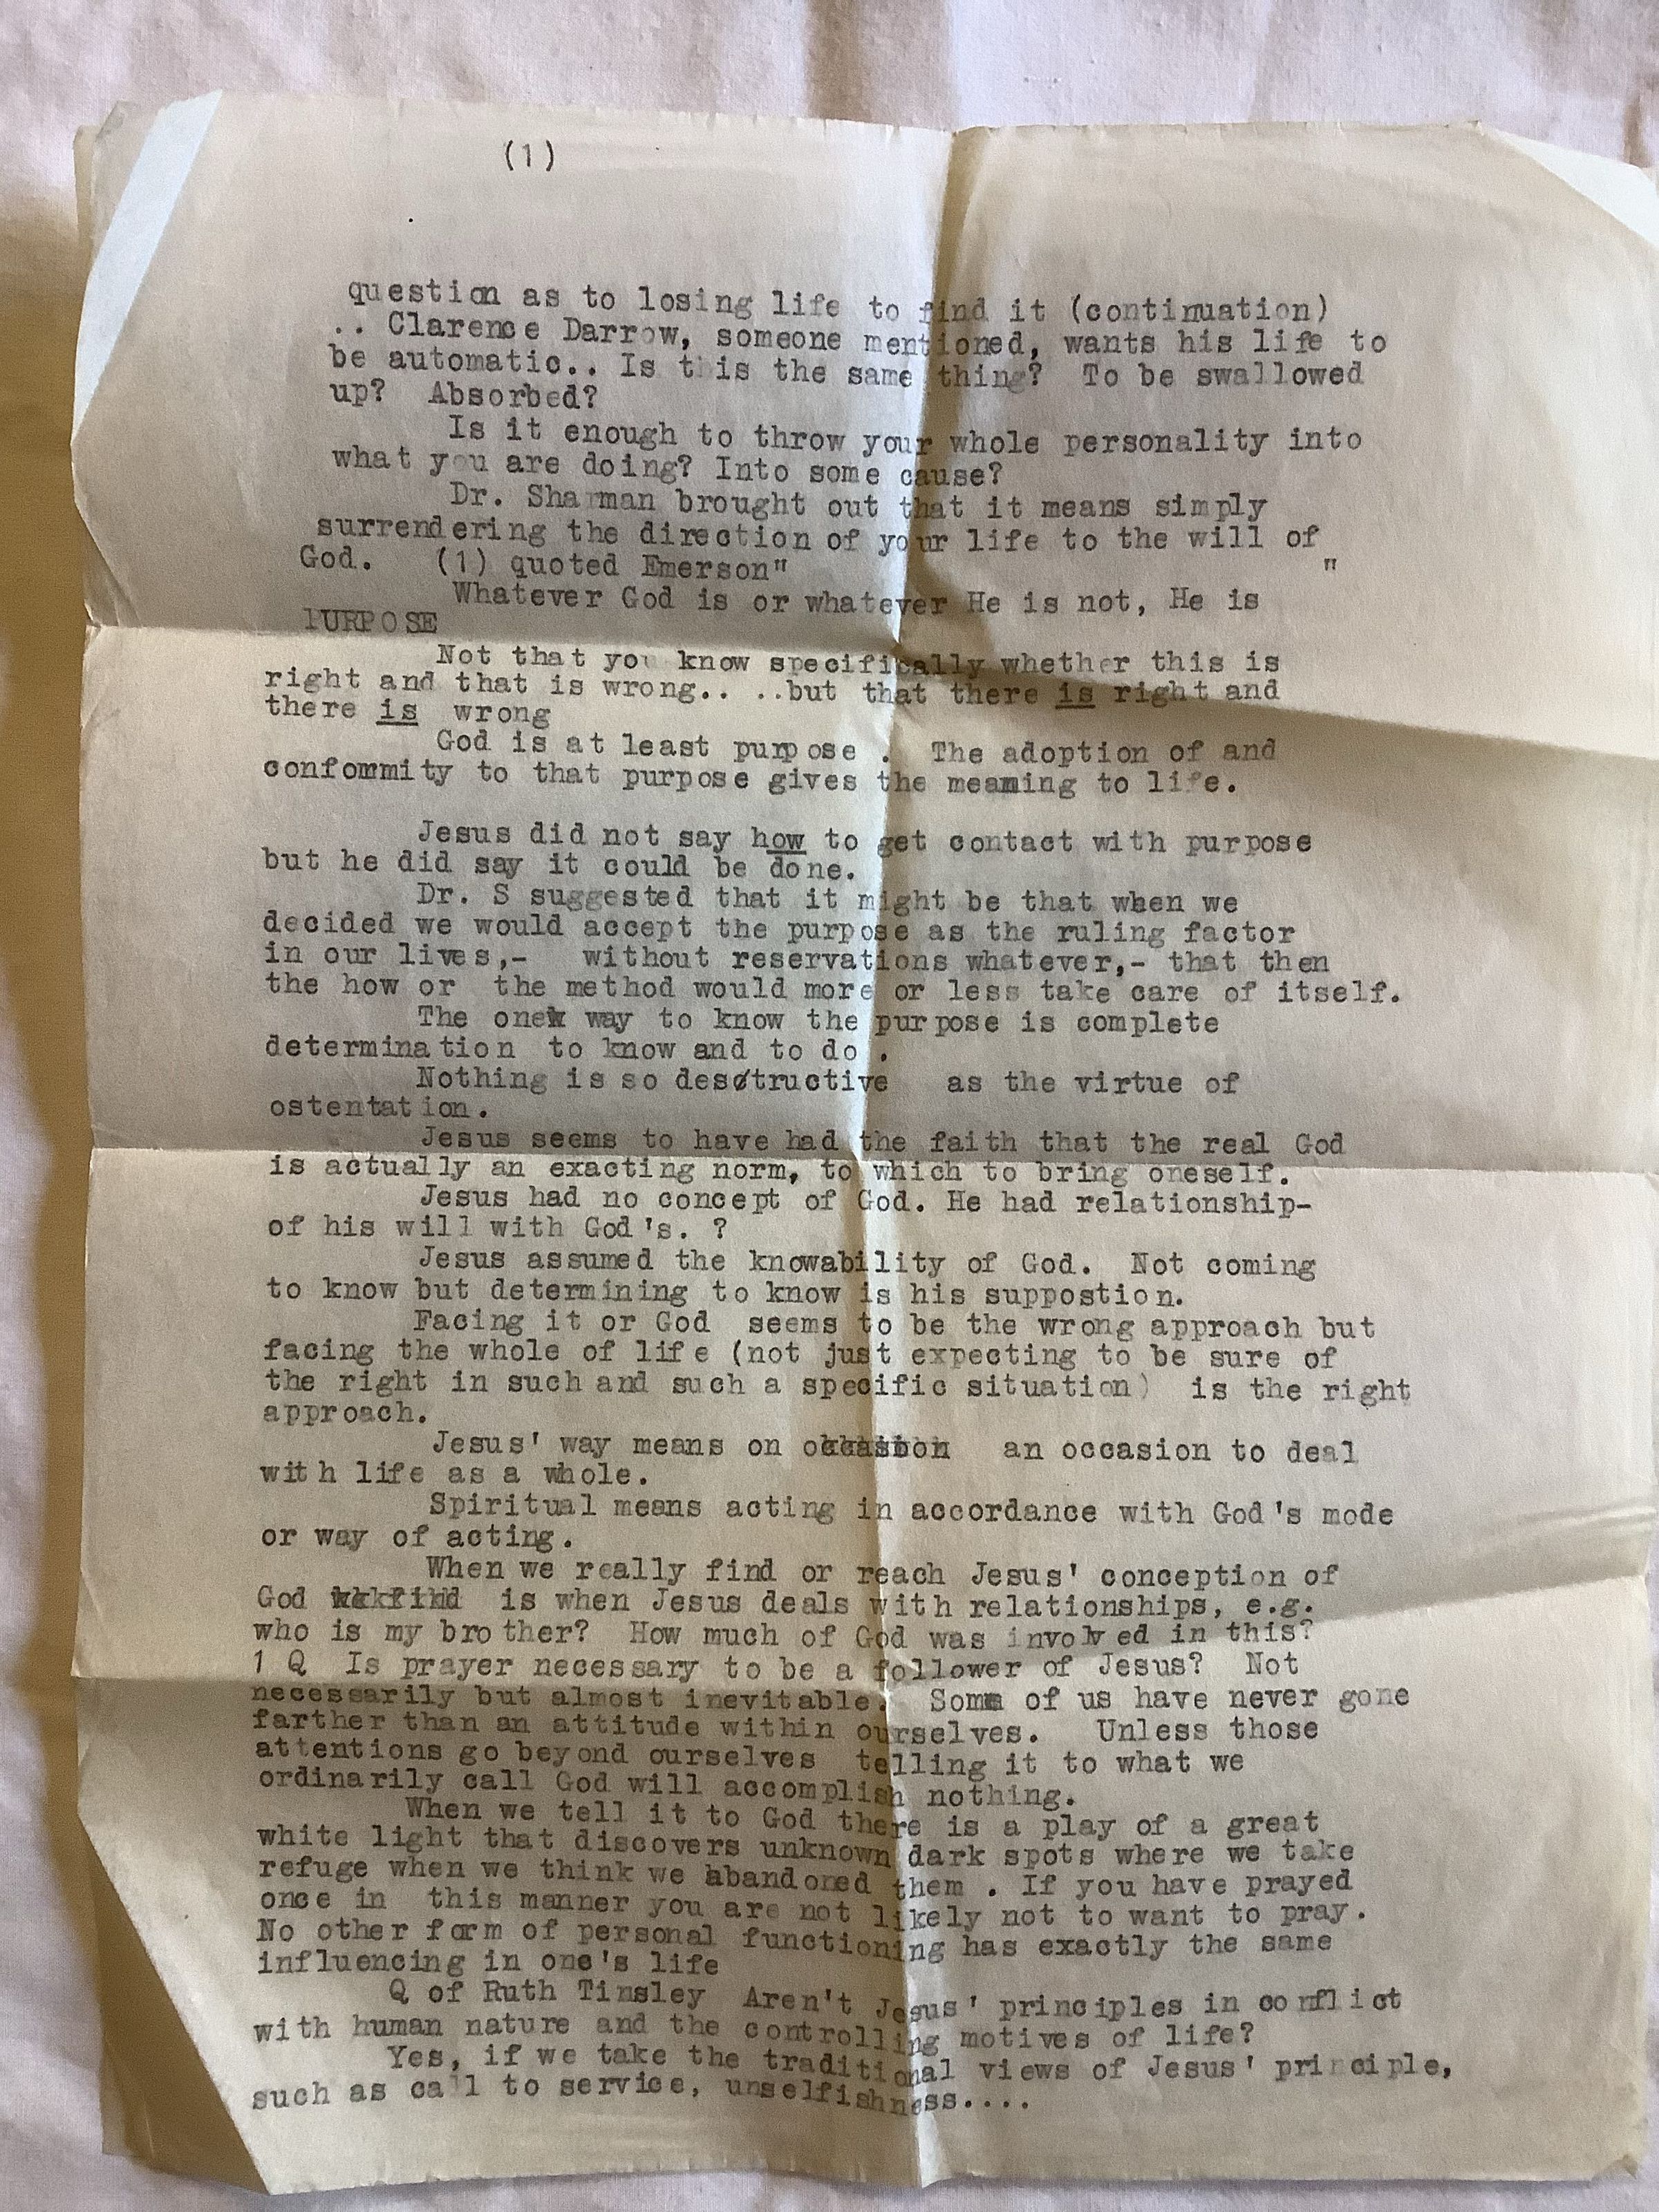 (1)
question as to losing life to find it (continuation)
.. Clarence Darrow, someone mentioned, wants his life to
be automatic.. Is this the same thing? To be swallowed
up? Absorbed?
Is it enough to throw your whole personality into
what you are doing? Into some cause?
Dr. Sharman brought out that it means simply
surrendering the direction of your life to the will of
God. (1) quoted Emerson" "
Whatever God is or whatever He is not, He is
PURPOSE
Not that you know specifically whether this is
right and that is wrong.. ..but that there is right and
there is wrong
God is at least purpose . The adoption of and
conformity to that purpose gives the meaning to life.
Jesus did not say how to get contact with purpose
but he did say it could be done.
Dr. S suggested that it might be that when we
decided we would accept the purpose as the ruling factor
in our lives,- without reservations whatever,- that then
the how or the method would more or less take care of itself.
The one way to know the purpose is complete
determination to know and to do .
Nothing is so destructive as the virtue of
ostentation.
Jesus seems to have had the faith that the real God
is actually an exacting norm, to which to bring oneself.
Jesus had no concept of God. He had relationship-
of his will with God's. ?
Jesus assumed the knowability of God. Not coming
to know but determining to know is his suppostion.
Facing it or God seems to be the wrong approach but
facing the whole of life (not just expecting to be sure of
the right in such and such a specific situation) is the right
approach.
Jesus' way means on an occasion to deal
with life as a whole.
Spiritual means acting in accordance with God's mode
or way of acting.
When we really find or reach Jesus' conception of
God is when Jesus deals with relationships, e.g.
who is my brother? How much of God was involved in this?
1 Q Is prayer necessary to be a follower of Jesus? Not
necessarily but almost inevitable. Some of us have never gone
farther than an attitude within ourselves. Unless those
attentions go beyond ourselves telling it to what we
ordinarily call God will accomplish nothing.
When we tell it to God there is a play of a great
white light that discovers unknown dark spots where we take
refuge when we think we abandoned them . If you have prayed
once in this manner you are not likely not to want to pray.
No other form of personal functioning has exactly the same
influencing in one's life
Q of Ruth Tinsley Aren't Jesus' principles in conflict
with human nature and the controlling motives of life?
Yes, if we take the traditional views of Jesus' principle,
such as call to service, unselfishness....